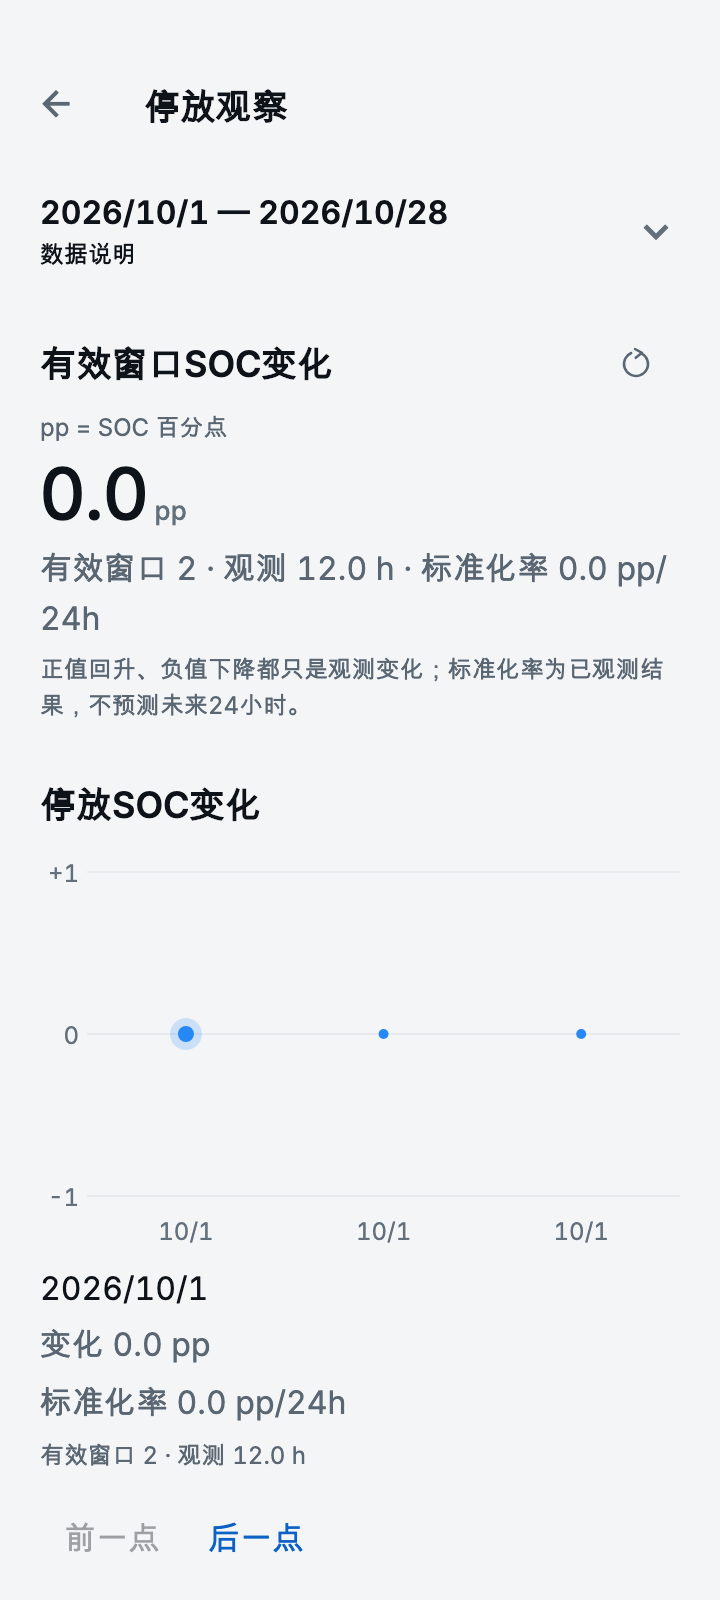 停放观察
2026/10/1 — 2026/10/28
数据说明
有效窗口SOC变化
pp = SOC 百分点
0.0 pp
有效窗口 2 · 观测 12.0 h · 标准化率 0.0 pp/
24h
正值回升、负值下降都只是观测变化；标准化率为已观测结
果，不预测未来24小时。
停放SOC变化
+1
0
-1
10/1 10/1 10/1
2026/10/1
变化 0.0 pp
标准化率 0.0 pp/24h
有效窗口 2 · 观测 12.0 h
前一点 后一点